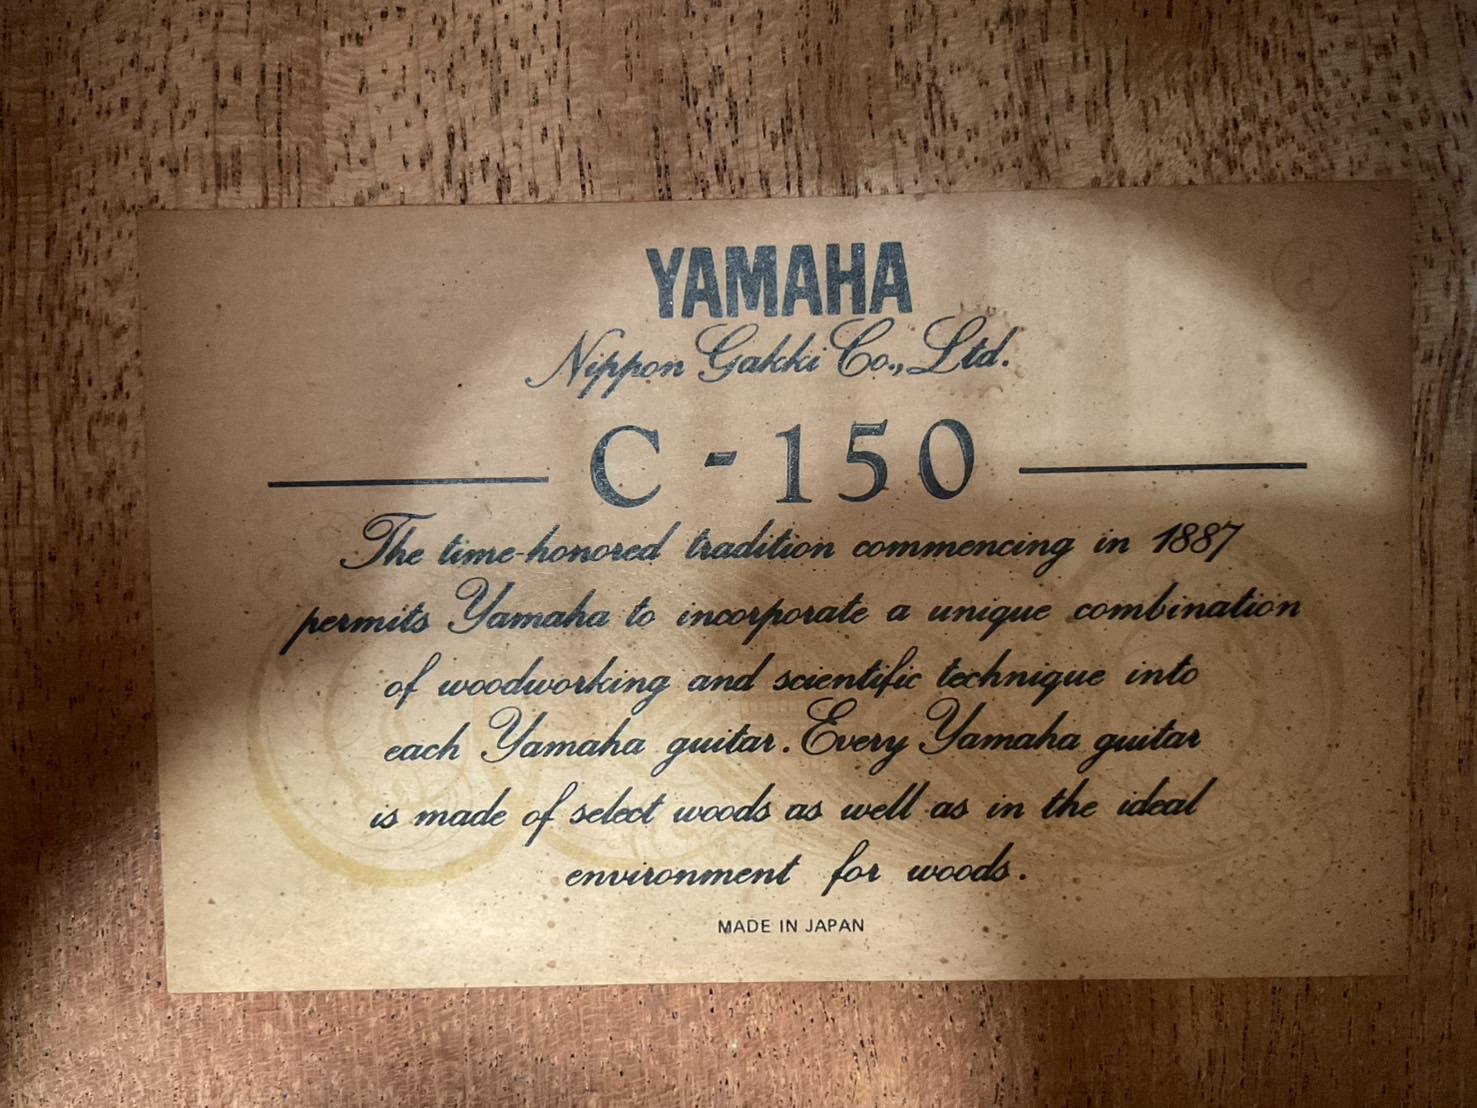 YAMAHA
Nippon Gakki Co., Ltd.
C-150
The time-honored tradition commencing in 1887
permits Yamaha to incorporate a unique combination
of woodworking and scientific technique into
each Yamaha guitar. Every Yamaha guitar
is made of select woods as well as in the ideal
environment for woods.
MADE IN JAPAN